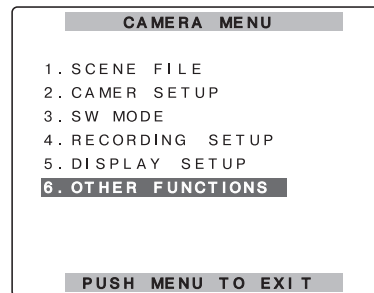 CAMERA MENU
1. SCENE FILE
2. CAMER SETUP
3. SW MODE
4. RECORDING SETUP
5. DISPLAY SETUP
6. OTHER FUNCTIONS
PUSH MENU TO EXIT